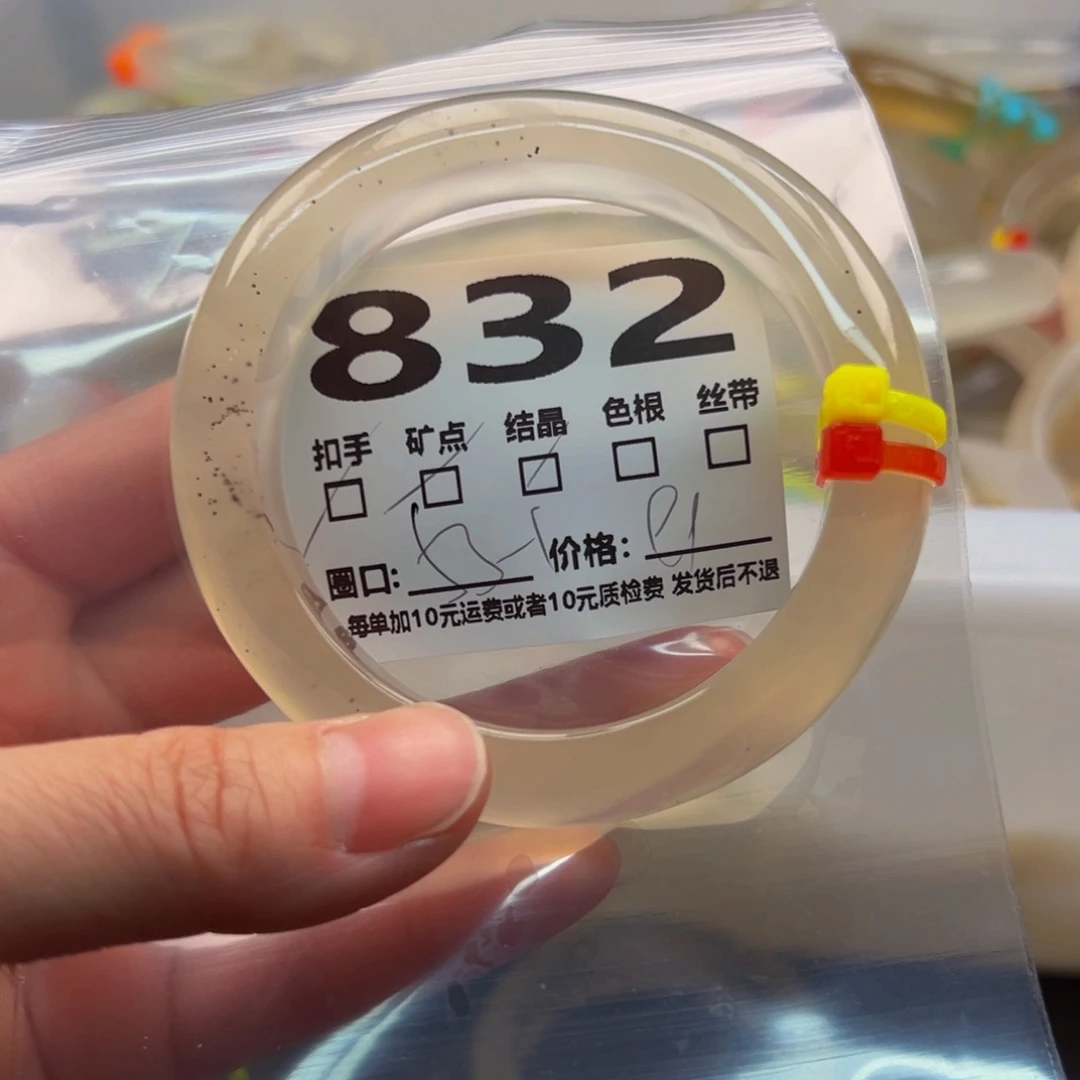 832
扣手 矿点 结晶 色根 丝带
圈口: 价格:
每单加10元运费或者10元质检费 发货后不退